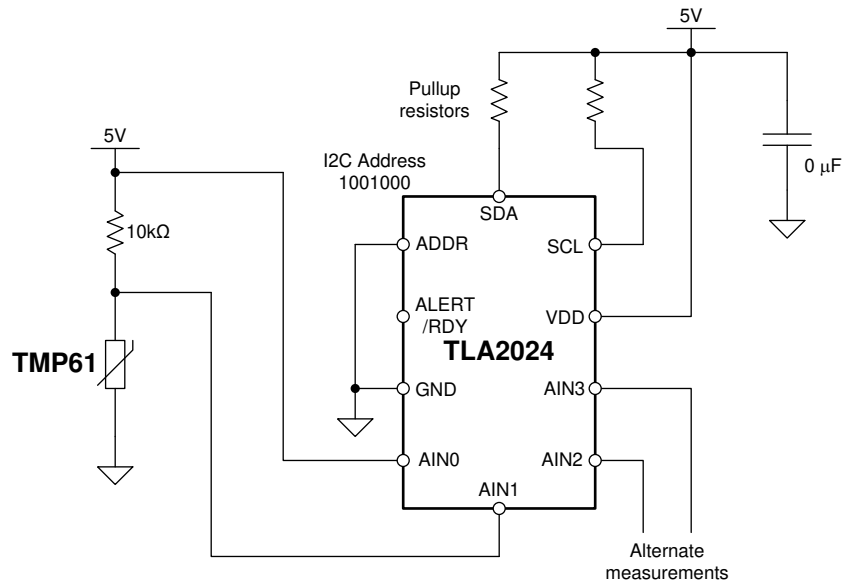 5V
Pullup
resistors
5V
0 μF
I2C Address
1001000
SDA
10kΩ
ADDR
SCL
ALERT
/RDY
VDD
TLA2024
TMP61
GND
AIN3
AIN0
AIN2
AIN1
Alternate
measurements